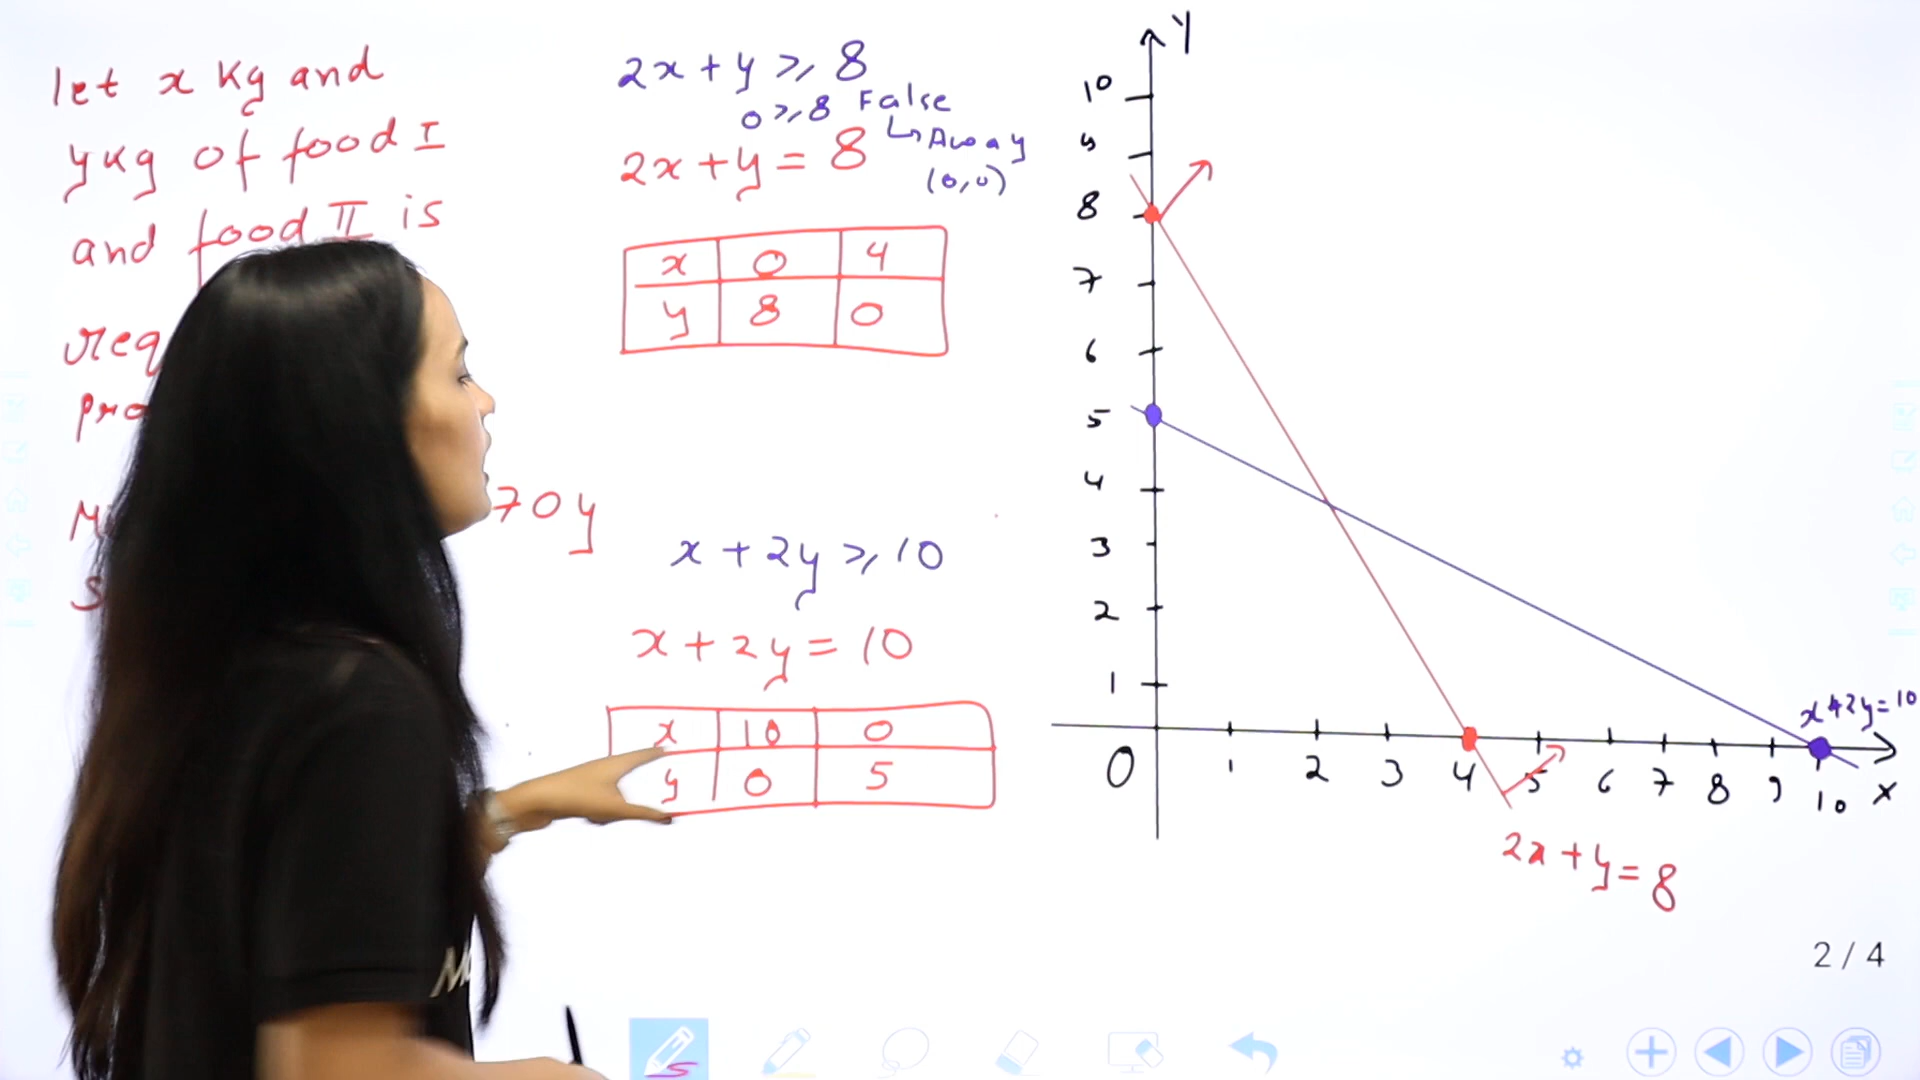 let x kg and
y kg of food I
and food II is
70y
2x + y ≥ 8
0 ≥ 8 False
↳ Away
(0,0)
2x + y = 8
x 0 4
y 8 0
x + 2y ≥ 10
x + 2y = 10
x 10 0
y 0 5
Y
10
9
8
7
6
5
4
3
2
1
0 1 2 3 4 5 6 7 8 9 10 X
x+2y=10
2x+y=8
2 / 4